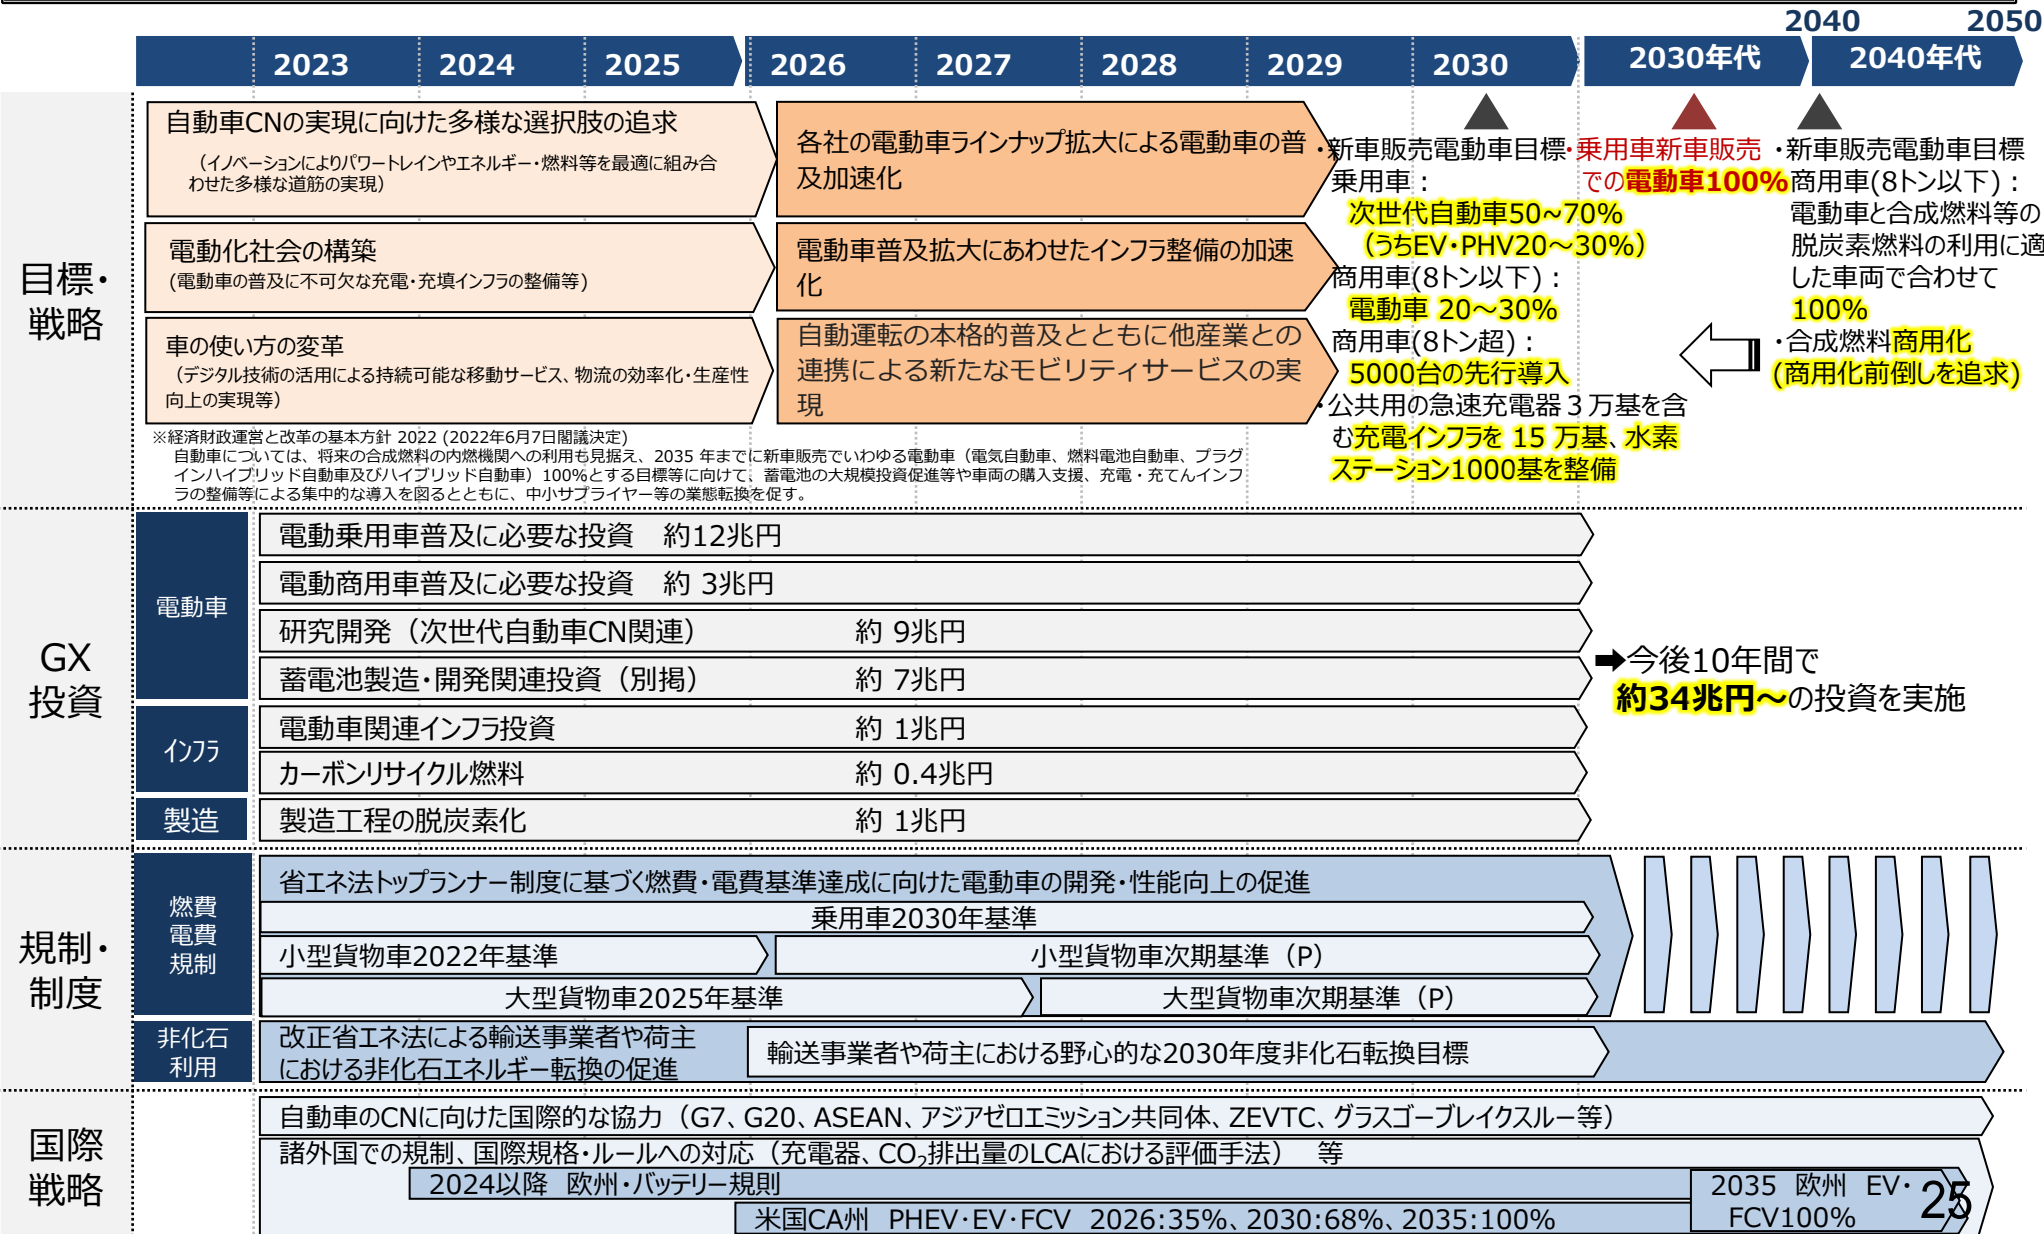 2040 2050
2023 2024 2025 2026 2027 2028 2029 2030 2030年代 2040年代
目標・
戦略
自動車CNの実現に向けた多様な選択肢の追求
（イノベーションによりパワートレインやエネルギー・燃料等を最適に組み合
わせた多様な道筋の実現）
電動化社会の構築
(電動車の普及に不可欠な充電・充填インフラの整備等)
車の使い方の変革
（デジタル技術の活用による持続可能な移動サービス、物流の効率化・生産性
向上の実現等）
各社の電動車ラインナップ拡大による電動車の普
及加速化
電動車普及拡大にあわせたインフラ整備の加速
化
自動運転の本格的普及とともに他産業との
連携による新たなモビリティサービスの実
現
・新車販売電動車目標
乗用車：
次世代自動車50~70%
（うちEV・PHV20～30%）
商用車(8トン以下)：
電動車 20～30%
商用車(8トン超)：
5000台の先行導入
・公共用の急速充電器３万基を含
む充電インフラを 15 万基、水素
ステーション1000基を整備
・乗用車新車販売
での電動車100%
・新車販売電動車目標
商用車(8トン以下)：
電動車と合成燃料等の
脱炭素燃料の利用に適
した車両で合わせて
100%
・合成燃料商用化
(商用化前倒しを追求)
※経済財政運営と改革の基本方針 2022 (2022年6月7日閣議決定)
自動車については、将来の合成燃料の内燃機関への利用も見据え、2035 年までに新車販売でいわゆる電動車（電気自動車、燃料電池自動車、プラグ
インハイブリッド自動車及びハイブリッド自動車）100%とする目標等に向けて、蓄電池の大規模投資促進等や車両の購入支援、充電・充てんインフ
ラの整備等による集中的な導入を図るとともに、中小サプライヤー等の業態転換を促す。
GX
投資
電動車
電動乗用車普及に必要な投資　約12兆円
電動商用車普及に必要な投資　約 3兆円
研究開発（次世代自動車CN関連） 約 9兆円
蓄電池製造・開発関連投資（別掲） 約 7兆円
インフラ
電動車関連インフラ投資 約 1兆円
カーボンリサイクル燃料 約 0.4兆円
製造
製造工程の脱炭素化 約 1兆円
➡今後10年間で
約34兆円～の投資を実施
規制・
制度
燃費
電費
規制
省エネ法トップランナー制度に基づく燃費・電費基準達成に向けた電動車の開発・性能向上の促進
乗用車2030年基準
小型貨物車2022年基準 小型貨物車次期基準（P）
大型貨物車2025年基準 大型貨物車次期基準（P）
非化石
利用
改正省エネ法による輸送事業者や荷主
における非化石エネルギー転換の促進
輸送事業者や荷主における野心的な2030年度非化石転換目標
国際
戦略
自動車のCNに向けた国際的な協力（G7、G20、ASEAN、アジアゼロエミッション共同体、ZEVTC、グラスゴーブレイクスルー等）
諸外国での規制、国際規格・ルールへの対応（充電器、CO2排出量のLCAにおける評価手法）　等
2024以降　欧州・バッテリー規則
米国CA州　PHEV・EV・FCV　2026:35%、2030:68%、2035:100%
2035　欧州　EV・
FCV100%
25